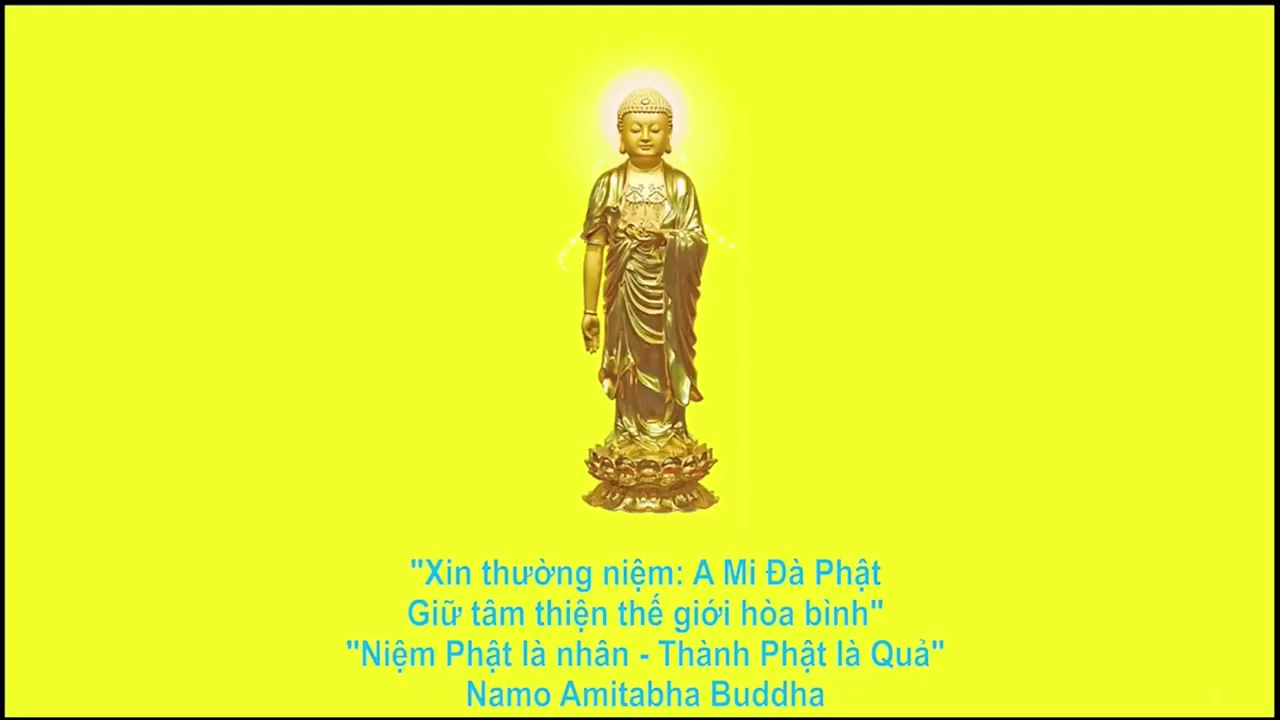 "Xin thường niệm: A Mi Đà Phật
Giữ tâm thiện thế giới hòa bình"
"Niệm Phật là nhân - Thành Phật là Quả"
Namo Amitabha Buddha